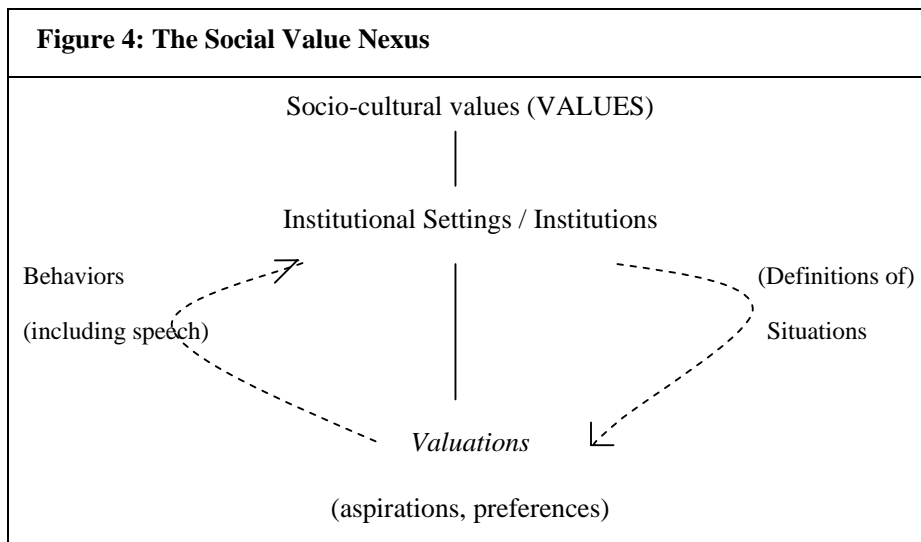 Figure 4: The Social Value Nexus
Socio-cultural values (VALUES)
Institutional Settings / Institutions
Behaviors
(including speech)
(Definitions of)
Situations
Valuations
(aspirations, preferences)